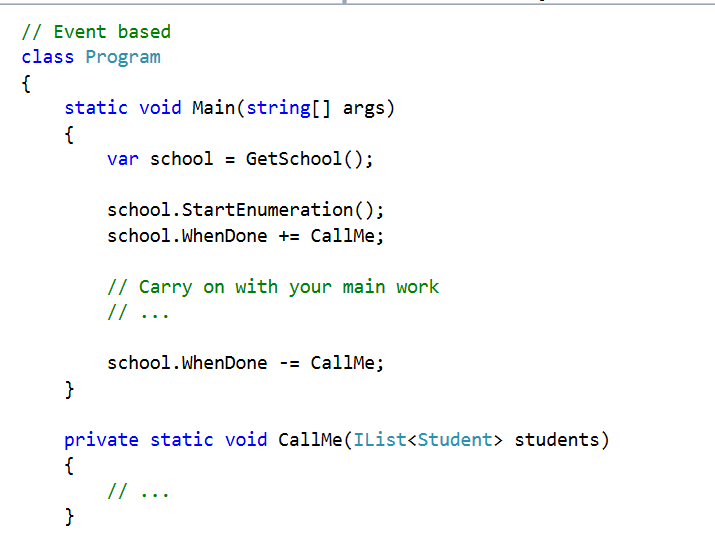 // Event based
class Program
{
    static void Main(string[] args)
    {
        var school = GetSchool();

        school.StartEnumeration();
        school.WhenDone += CallMe;

        // Carry on with your main work
        // ...

        school.WhenDone -= CallMe;
    }

    private static void CallMe(IList<Student> students)
    {
        // ...
    }